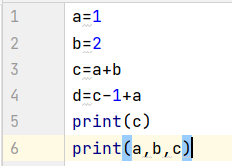 1 a=1
2 b=2
3 c=a+b
4 d=c-1+a
5 print(c)
6 print(a,b,c)